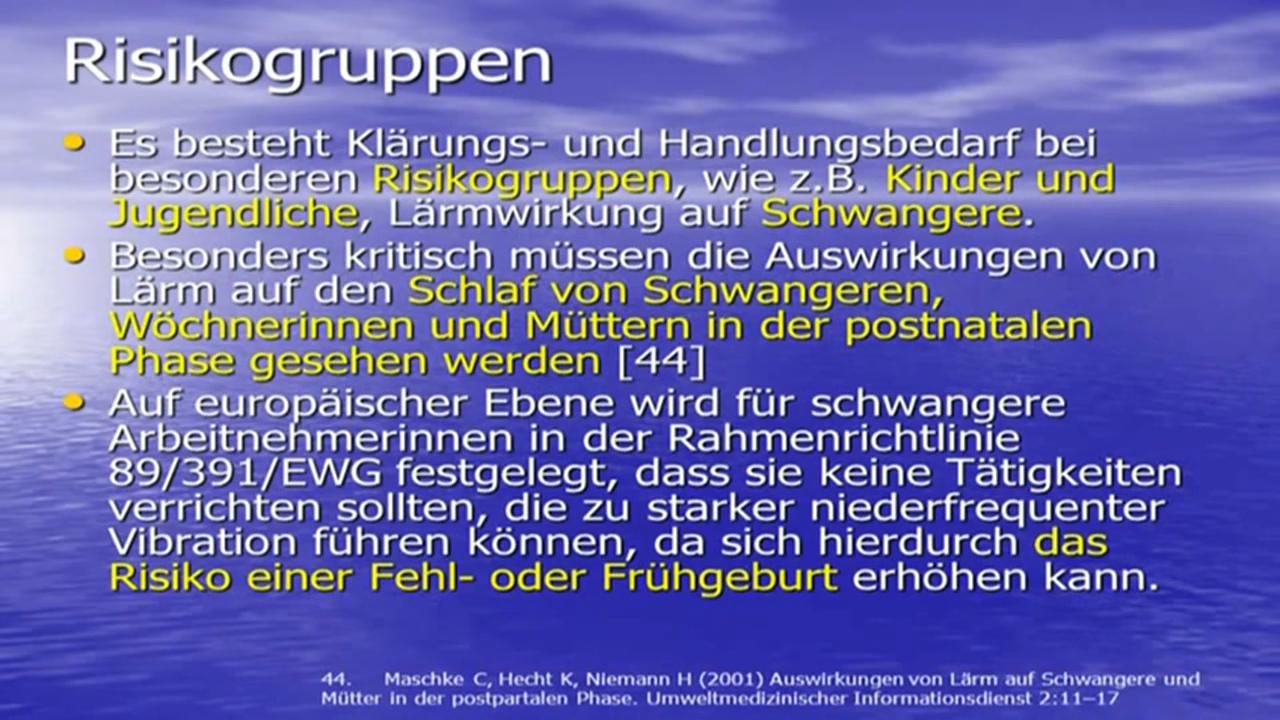 Risikogruppen
• Es besteht Klärungs- und Handlungsbedarf bei
besonderen Risikogruppen, wie z.B. Kinder und
Jugendliche, Lärmwirkung auf Schwangere.
• Besonders kritisch müssen die Auswirkungen von
Lärm auf den Schlaf von Schwangeren,
Wöchnerinnen und Müttern in der postnatalen
Phase gesehen werden [44]
• Auf europäischer Ebene wird für schwangere
Arbeitnehmerinnen in der Rahmenrichtlinie
89/391/EWG festgelegt, dass sie keine Tätigkeiten
verrichten sollten, die zu starker niederfrequenter
Vibration führen können, da sich hierdurch das
Risiko einer Fehl- oder Frühgeburt erhöhen kann.
44. Maschke C, Hecht K, Niemann H (2001) Auswirkungen von Lärm auf Schwangere und
Mütter in der postpartalen Phase. Umweltmedizinischer Informationsdienst 2:11–17